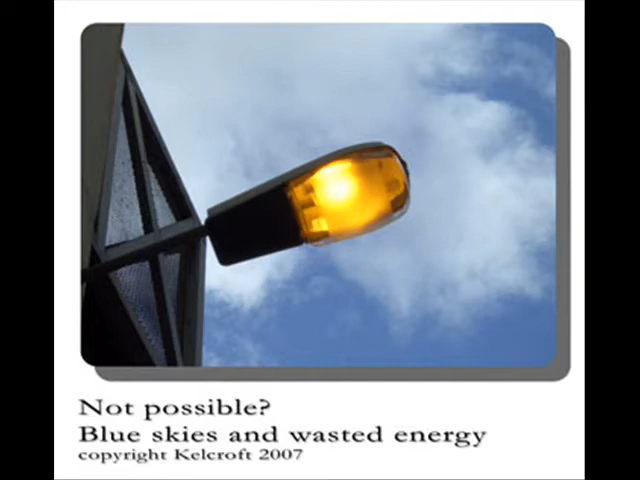 Not possible?
Blue skies and wasted energy
copyright Kelcroft 2007